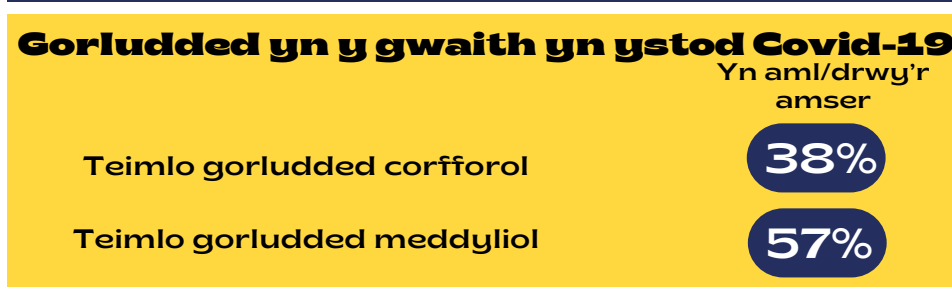 Gorludded yn y gwaith yn ystod Covid-19
Yn aml/drwy'r
amser
Teimlo gorludded corfforol
38%
Teimlo gorludded meddyliol
57%